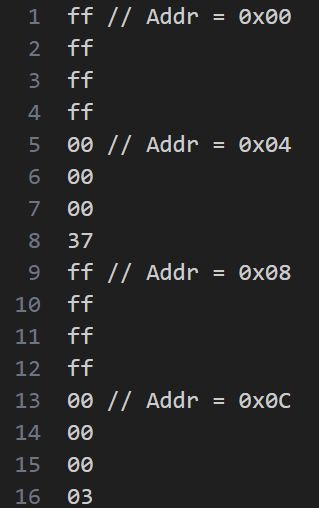 1 ff // Addr = 0x00
2 ff
3 ff
4 ff
5 00 // Addr = 0x04
6 00
7 00
8 37
9 ff // Addr = 0x08
10 ff
11 ff
12 ff
13 00 // Addr = 0x0C
14 00
15 00
16 03